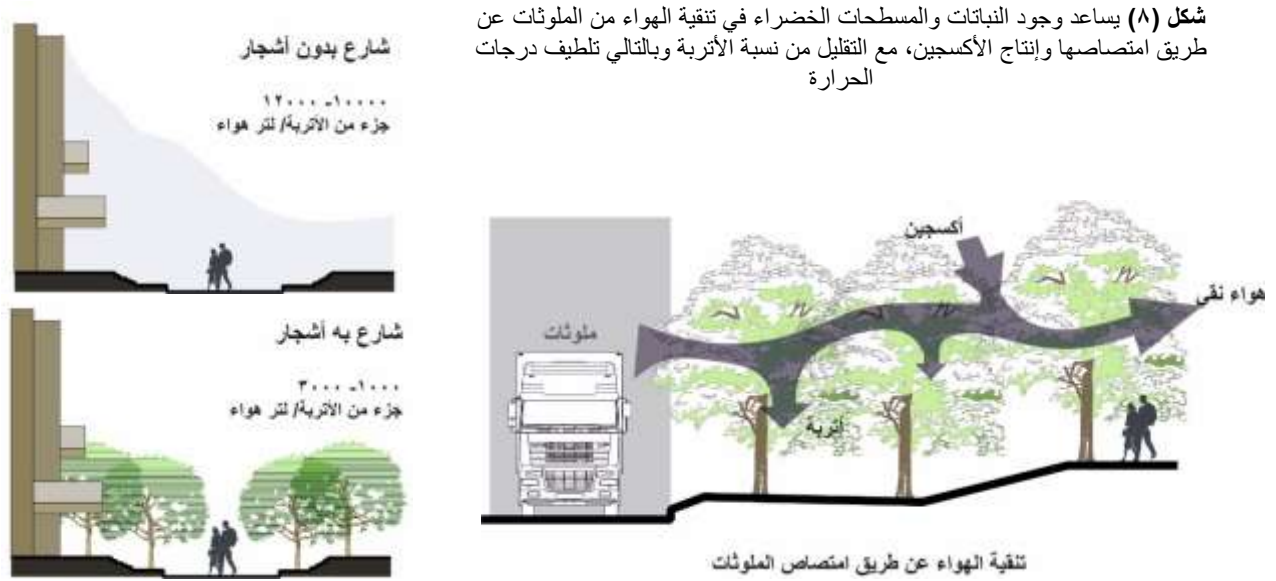 شكل (٨) يساعد وجود النباتات والمسطحات الخضراء في تنقية الهواء من الملوثات عن
طريق امتصاصها وإنتاج الأكسجين، مع التقليل من نسبة الأتربة وبالتالي تلطيف درجات
الحرارة
شارع بدون أشجار
١٠٠٠٠- ١٢٠٠٠
جزء من الأتربة/ لتر هواء
شارع به أشجار
١٠٠٠- ٣٠٠٠
جزء من الأتربة/ لتر هواء
أكسجين
هواء نقى
ملوثات
أتربة
تنقية الهواء عن طريق امتصاص الملوثات